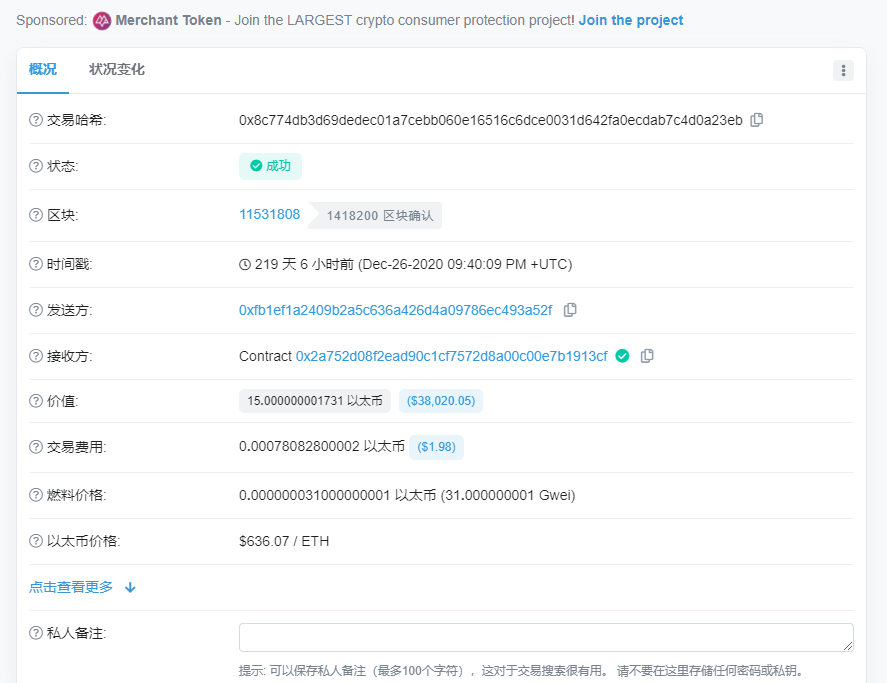 Sponsored: Merchant Token - Join the LARGEST crypto consumer protection project! Join the project
概况 状况变化
交易哈希: 0x8c774db3d69dedec01a7cebb060e16516c6dce0031d642fa0ecdab7c4d0a23eb
状态: 成功
区块: 11531808 1418200 区块确认
时间戳: 219 天 6 小时前 (Dec-26-2020 09:40:09 PM +UTC)
发送方: 0xfb1ef1a2409b2a5c636a426d4a09786ec493a52f
接收方: Contract 0x2a752d08f2ead90c1cf7572d8a00c00e7b1913cf
价值: 15.000000001731 以太币 ($38,020.05)
交易费用: 0.00078082800002 以太币 ($1.98)
燃料价格: 0.000000031000000001 以太币 (31.000000001 Gwei)
以太币价格: $636.07 / ETH
点击查看更多
私人备注:
提示: 可以保存私人备注（最多100个字符），这对于交易搜索很有用。 请不要在这里存储任何密码或私钥。